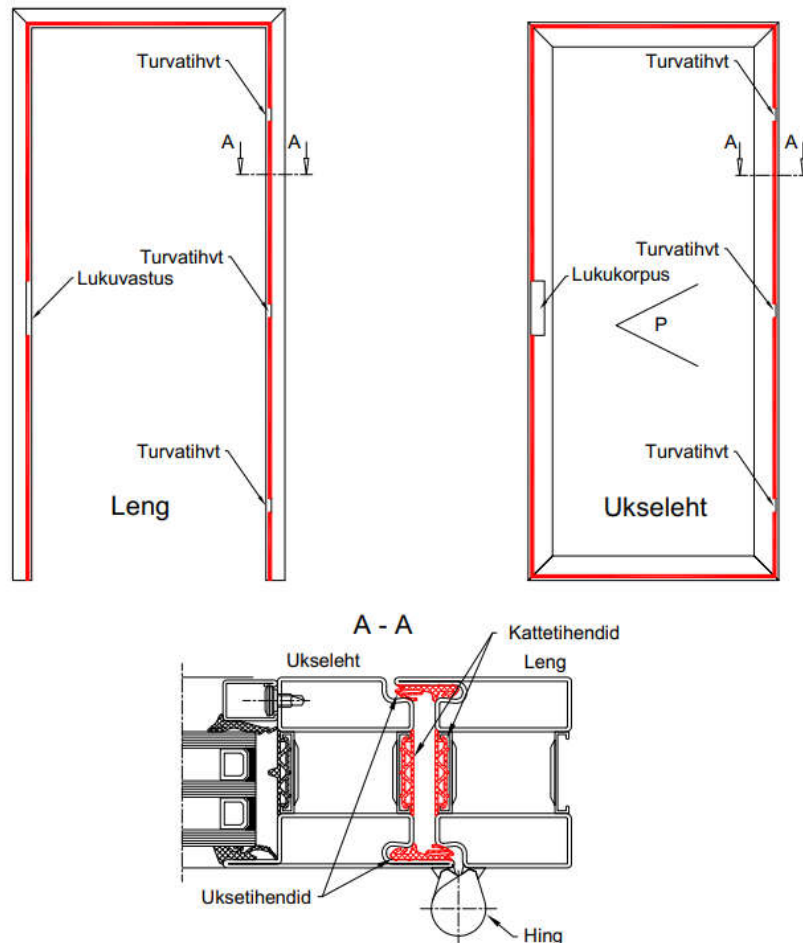 Turvatihvt
A A
Turvatihvt
Lukuvastus
Turvatihvt
Leng
Turvatihvt
A A
Turvatihvt
Lukukorpus
P
Turvatihvt
Ukseleht
A - A
Kattetihendid
Ukseleht
Leng
Uksetihendid
Hing